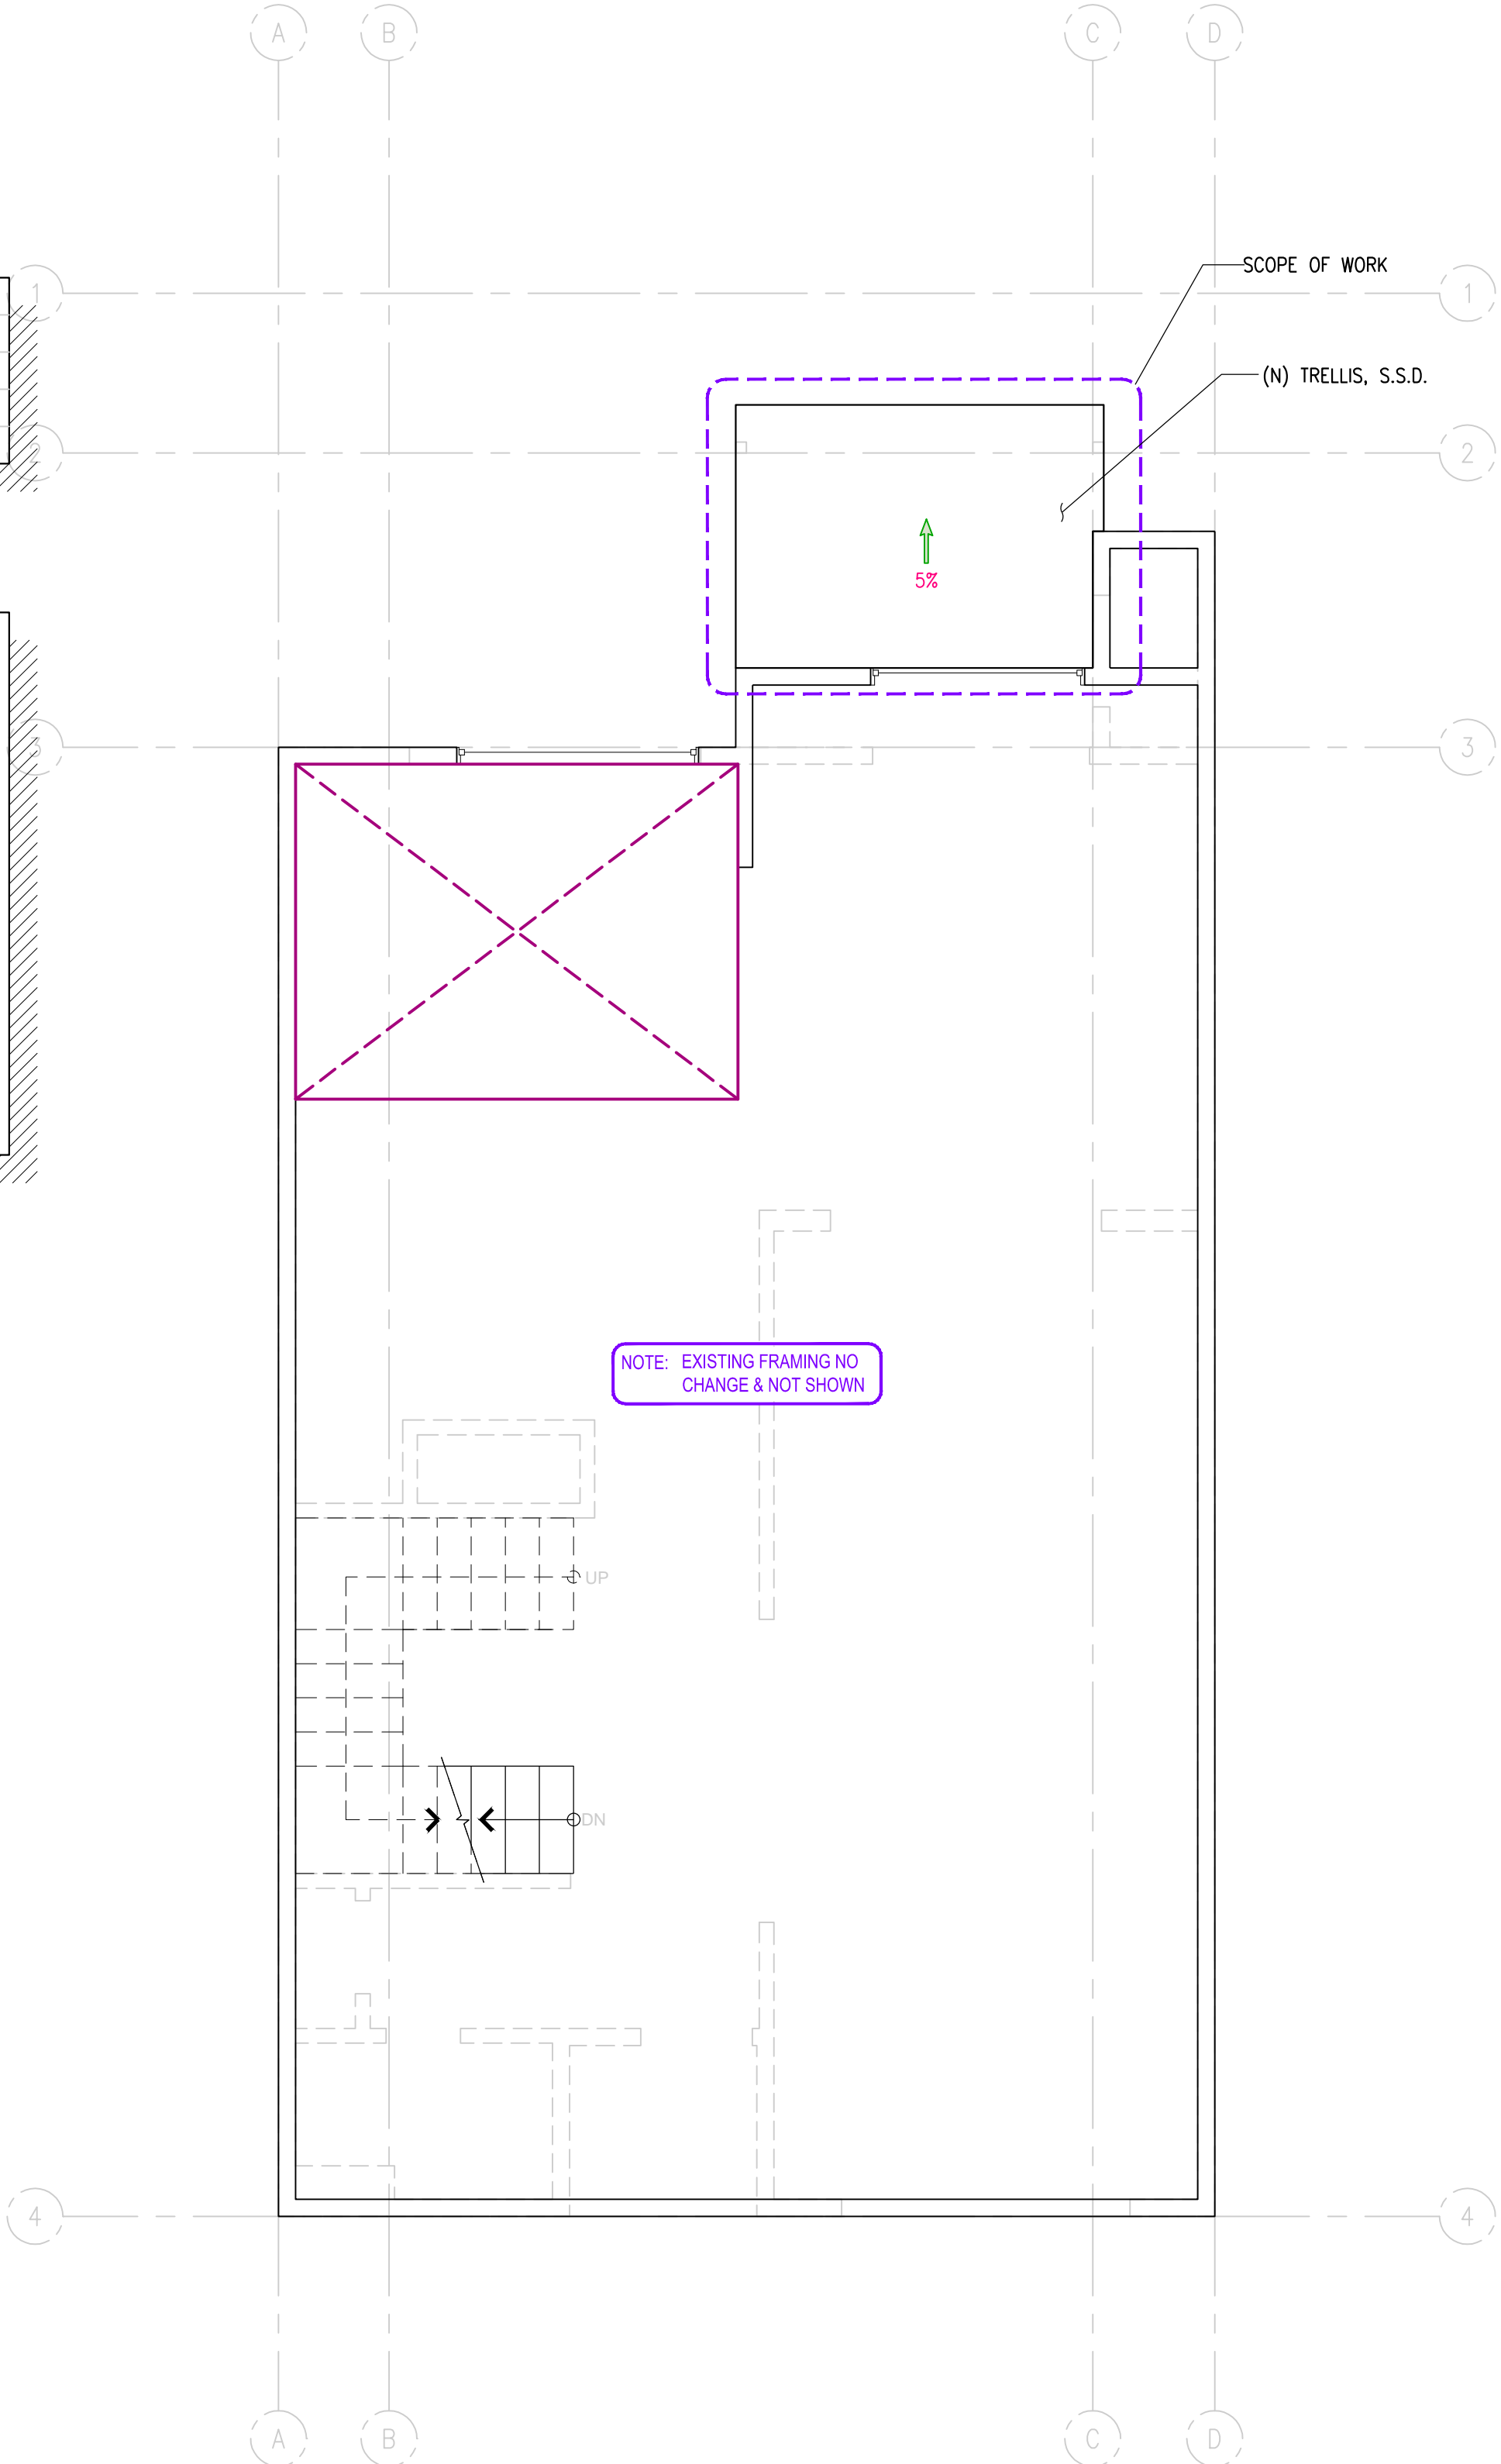 A
B
C
D
SCOPE OF WORK
1
1
(N) TRELLIS, S.S.D.
2
2
5%
3
3
NOTE: EXISTING FRAMING NO
CHANGE & NOT SHOWN
UP
DN
4
4
A
B
C
D